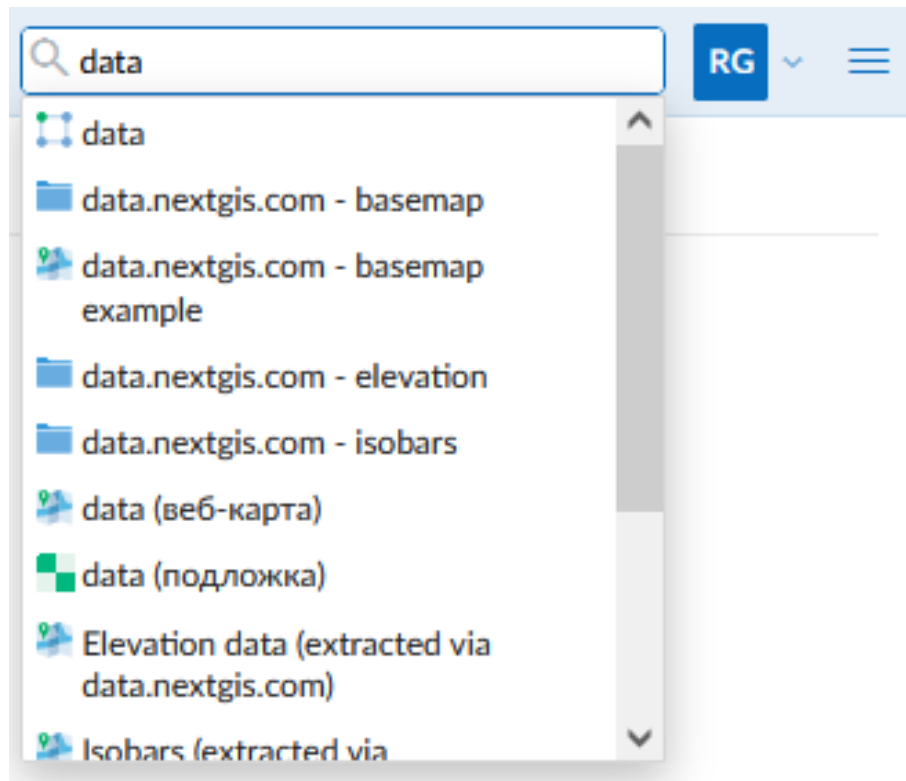 data
RG
data
data.nextgis.com - basemap
data.nextgis.com - basemap
example
data.nextgis.com - elevation
data.nextgis.com - isobars
data (веб-карта)
data (подложка)
Elevation data (extracted via
data.nextgis.com)
Isobars (extracted via